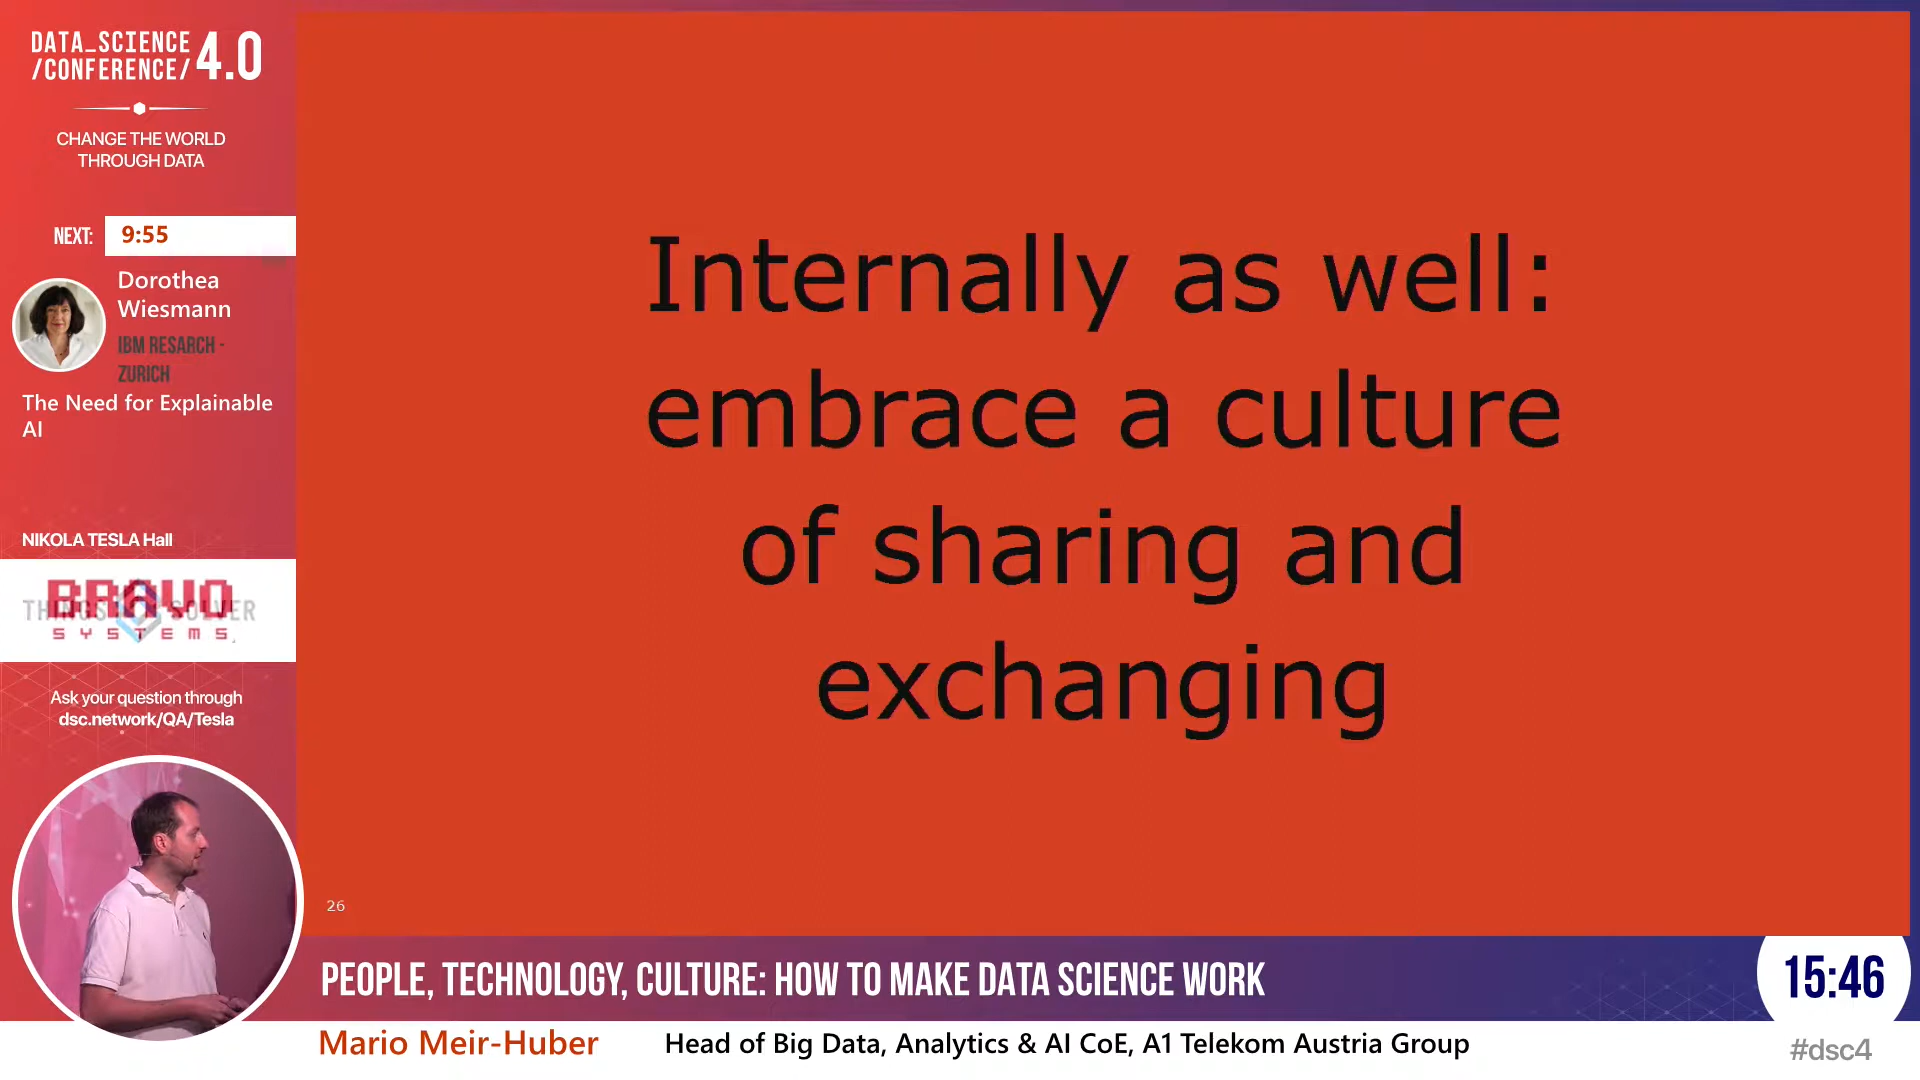 DATA_SCIENCE
/CONFERENCE/ 4.0
CHANGE THE WORLD
THROUGH DATA
NEXT:
9:55
Dorothea
Wiesmann
IBM RESARCH -
ZURICH
The Need for Explainable
AI
NIKOLA TESLA Hall
BRAVO
THINGS SOLVER
SYSTEMS
Ask your question through
dsc.network/QA/Tesla
Internally as well:
embrace a culture
of sharing and
exchanging
26
PEOPLE, TECHNOLOGY, CULTURE: HOW TO MAKE DATA SCIENCE WORK
15:46
Mario Meir-Huber
Head of Big Data, Analytics & AI CoE, A1 Telekom Austria Group
#dsc4